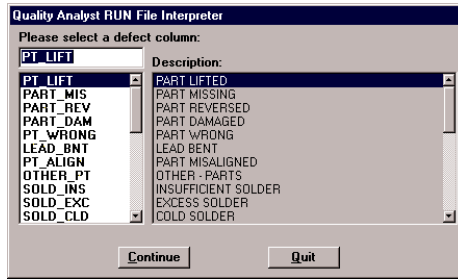 Quality Analyst RUN File Interpreter
Please select a defect column:
PT_LIFT
Description:
PT_LIFT PART LIFTED
PART_MIS PART MISSING
PART_REV PART REVERSED
PART_DAM PART DAMAGED
PT_WRONG PART WRONG
LEAD_BNT LEAD BENT
PT_ALIGN PART MISALIGNED
OTHER_PT OTHER - PARTS
SOLD_INS INSUFFICIENT SOLDER
SOLD_EXC EXCESS SOLDER
SOLD_CLD COLD SOLDER
Continue Quit